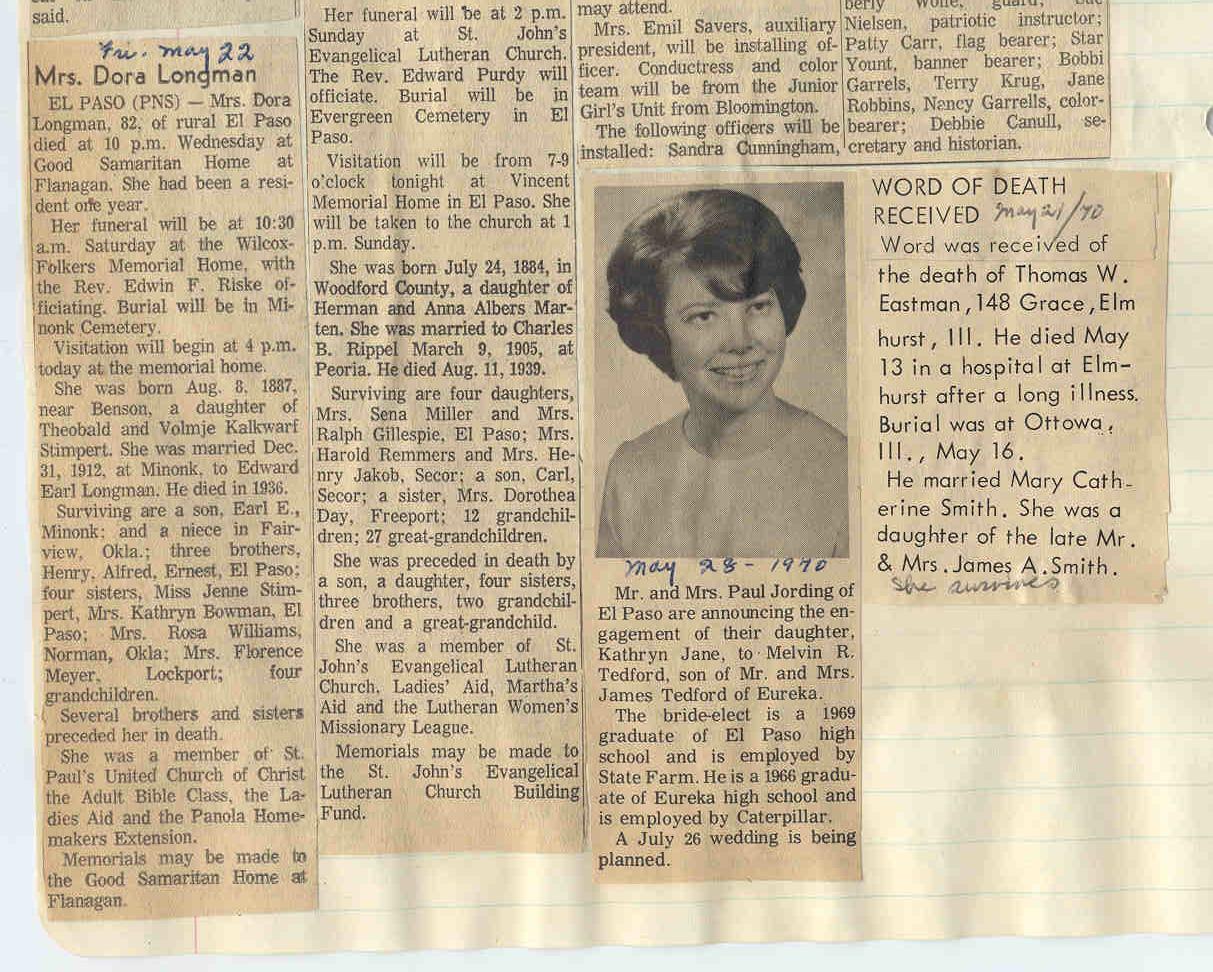 said.
Fri. May 22
Mrs. Dora Longman
EL PASO (PNS) — Mrs. Dora
Longman, 82, of rural El Paso
died at 10 p.m. Wednesday at
Good Samaritan Home at
Flanagan. She had been a resi-
dent one year.
Her funeral will be at 10:30
a.m. Saturday at the Wilcox-
Folkers Memorial Home, with
the Rev. Edwin F. Riske of-
ficiating. Burial will be in Mi-
nonk Cemetery.
Visitation will begin at 4 p.m.
today at the memorial home.
She was born Aug. 8, 1887,
near Benson, a daughter of
Theobald and Volmje Kalkwarf
Stimpert. She was married Dec.
31, 1912, at Minonk, to Edward
Earl Longman. He died in 1936.
Surviving are a son, Earl E.,
Minonk; and a niece in Fair-
view, Okla.; three brothers,
Henry, Alfred, Ernest, El Paso;
four sisters, Miss Jenne Stim-
pert, Mrs. Kathryn Bowman, El
Paso; Mrs. Rosa Williams,
Norman, Okla; Mrs. Florence
Meyer, Lockport; four
grandchildren.
Several brothers and sisters
preceded her in death.
She was a member of St.
Paul's United Church of Christ
the Adult Bible Class, the La-
dies Aid and the Panola Home-
makers Extension.
Memorials may be made to
the Good Samaritan Home at
Flanagan.
Her funeral will be at 2 p.m.
Sunday at St. John's
Evangelical Lutheran Church.
The Rev. Edward Purdy will
officiate. Burial will be in
Evergreen Cemetery in El
Paso.
Visitation will be from 7-9
o'clock tonight at Vincent
Memorial Home in El Paso. She
will be taken to the church at 1
p.m. Sunday.
She was born July 24, 1884, in
Woodford County, a daughter of
Herman and Anna Albers Mar-
ten. She was married to Charles
B. Rippel March 9, 1905, at
Peoria. He died Aug. 11, 1939.
Surviving are four daughters,
Mrs. Sena Miller and Mrs.
Ralph Gillespie, El Paso; Mrs.
Harold Remmers and Mrs. He-
nry Jakob, Secor; a son, Carl,
Secor; a sister, Mrs. Dorothea
Day, Freeport; 12 grandchil-
dren; 27 great-grandchildren.
She was preceded in death by
a son, a daughter, four sisters,
three brothers, two grandchil-
dren and a great-grandchild.
She was a member of St.
John's Evangelical Lutheran
Church, Ladies' Aid, Martha's
Aid and the Lutheran Women's
Missionary League.
Memorials may be made to
the St. John's Evangelical
Lutheran Church Building
Fund.
may attend.
Mrs. Emil Savers, auxiliary
president, will be installing of-
ficer. Conductress and color
team will be from the Junior
Girl's Unit from Bloomington.
The following officers will be
installed: Sandra Cunningham,
Nielsen, patriotic instructor;
Patty Carr, flag bearer; Star
Yount, banner bearer; Bobbi
Garrels, Terry Krug, Jane
Robbins, Nancy Garrells, color-
bearer; Debbie Canull, se-
cretary and historian.
May 28 - 1970
Mr. and Mrs. Paul Jording of
El Paso are announcing the en-
gagement of their daughter,
Kathryn Jane, to Melvin R.
Tedford, son of Mr. and Mrs.
James Tedford of Eureka.
The bride-elect is a 1969
graduate of El Paso high
school and is employed by
State Farm. He is a 1966 gradu-
ate of Eureka high school and
is employed by Caterpillar.
A July 26 wedding is being
planned.
WORD OF DEATH
RECEIVED May 21/70
Word was received of
the death of Thomas W.
Eastman, 148 Grace, Elm
hurst, Ill. He died May
13 in a hospital at Elm-
hurst after a long illness.
Burial was at Ottowa,
Ill., May 16.
He married Mary Cath-
erine Smith. She was a
daughter of the late Mr.
& Mrs. James A. Smith.
She survives